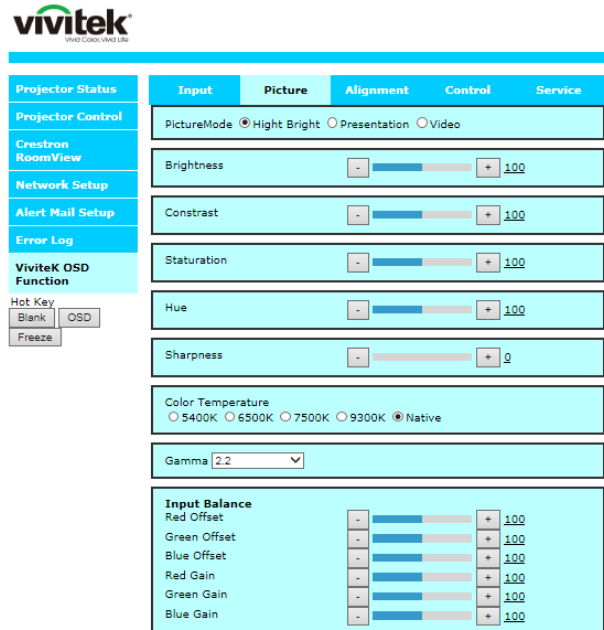 vivitek
Vivid Color, Vivid Life
Projector Status
Projector Control
Crestron
RoomView
Network Setup
Alert Mail Setup
Error Log
ViviteK OSD
Function
Hot Key
Blank OSD
Freeze
Input Picture Alignment Control Service
PictureMode Hight Bright Presentation Video
Brightness - + 100
Constrast - + 100
Staturation - + 100
Hue - + 100
Sharpness - + 0
Color Temperature
5400K 6500K 7500K 9300K Native
Gamma 2.2
Input Balance
Red Offset - + 100
Green Offset - + 100
Blue Offset - + 100
Red Gain - + 100
Green Gain - + 100
Blue Gain - + 100